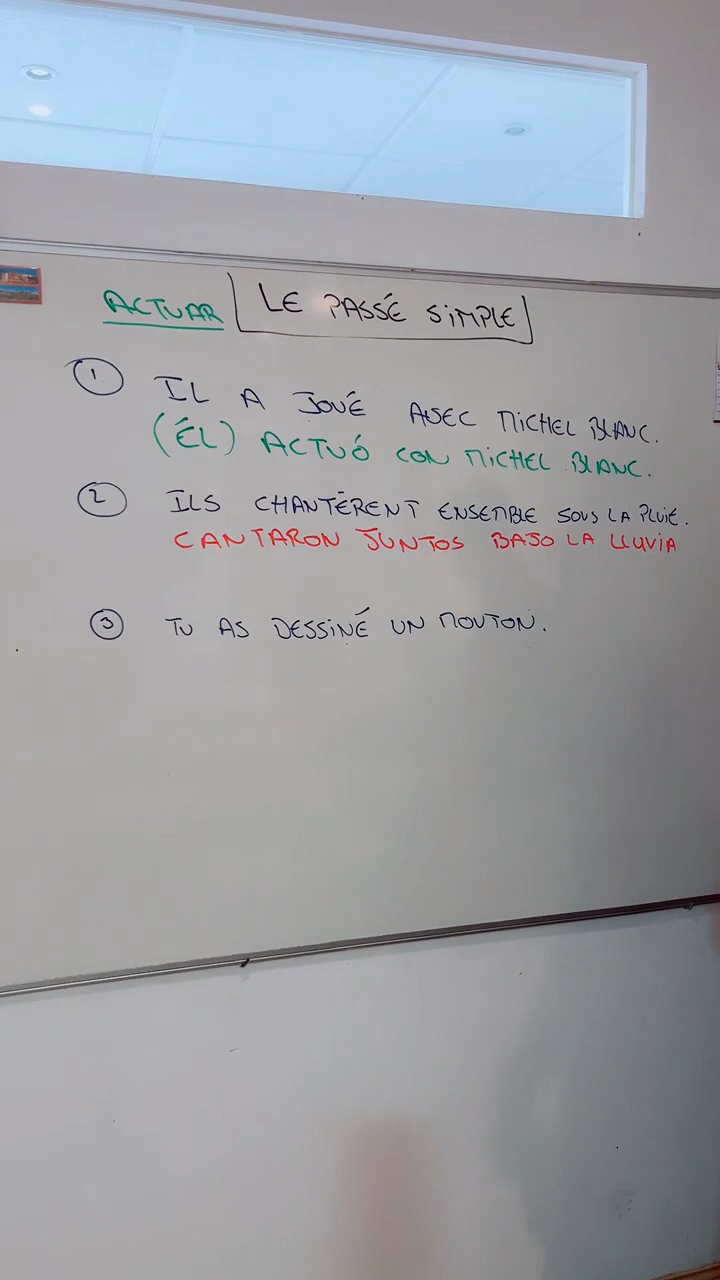 ACTUAR LE PASSÉ SIMPLE
1 IL A JOUÉ AVEC MICHEL BLANC.
(ÉL) ACTUÓ CON MICHEL BLANC.
2 ILS CHANTÈRENT ENSEMBLE SOUS LA PLUIE.
CANTARON JUNTOS BAJO LA LLUVIA
3 TU AS DESSINÉ UN MOUTON.